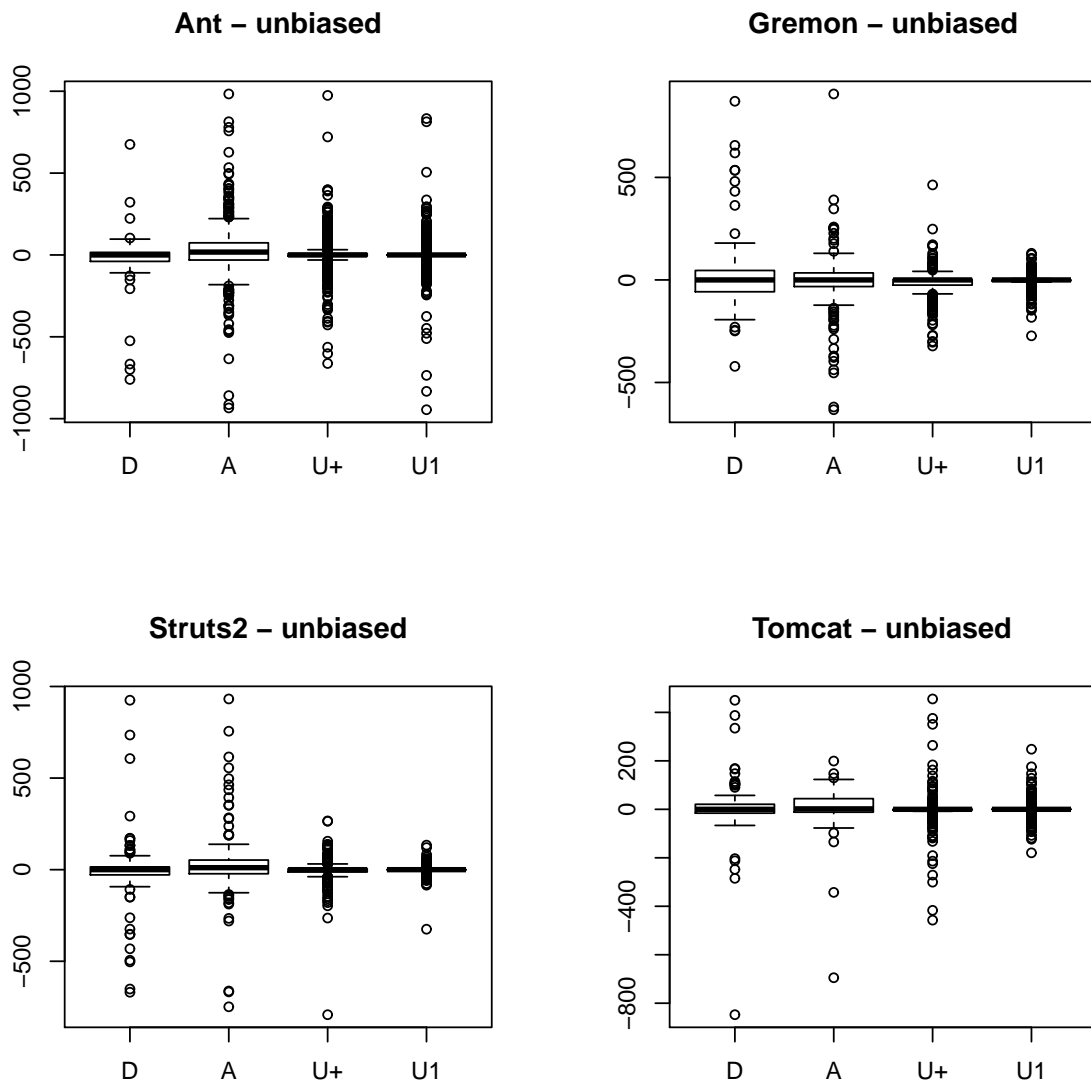 Ant – unbiased
1000
500
0
−500
−1000
D A U+ U1
Gremon – unbiased
500
0
−500
D A U+ U1
Struts2 – unbiased
1000
500
0
−500
D A U+ U1
Tomcat – unbiased
200
0
−400
−800
D A U+ U1